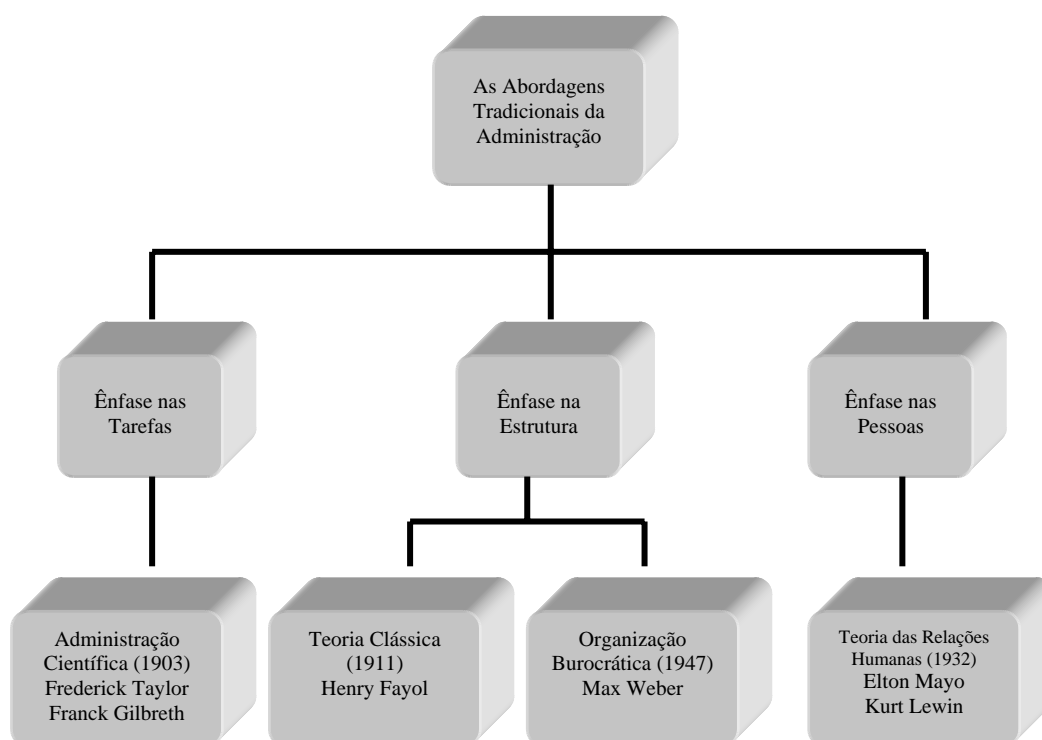 As Abordagens
Tradicionais da
Administração
Ênfase nas
Tarefas
Ênfase na
Estrutura
Ênfase nas
Pessoas
Administração
Científica (1903)
Frederick Taylor
Franck Gilbreth
Teoria Clássica
(1911)
Henry Fayol
Organização
Burocrática (1947)
Max Weber
Teoria das Relações
Humanas (1932)
Elton Mayo
Kurt Lewin